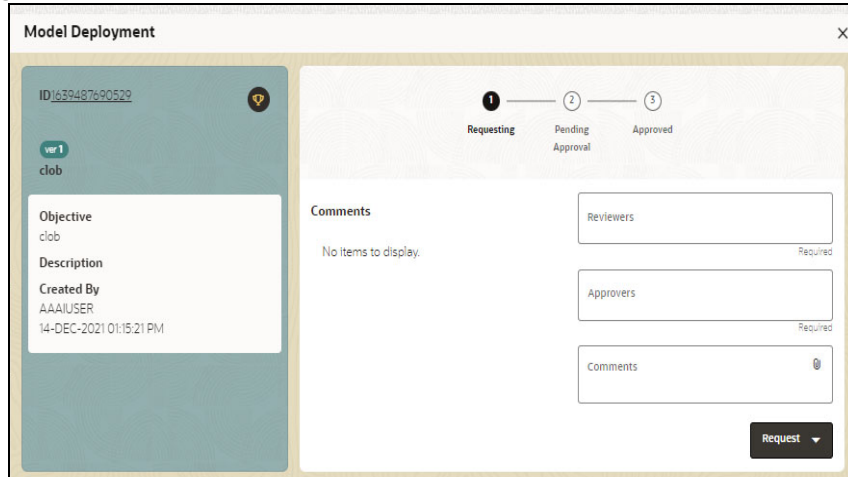 Model Deployment
ID1639487690529
ver 1
clob
Objective
clob
Description
Created By
AAAIUSER
14-DEC-2021 01:15:21 PM
1
2
3
Requesting
Pending
Approval
Approved
Comments
No items to display.
Reviewers
Required
Approvers
Required
Comments
Request